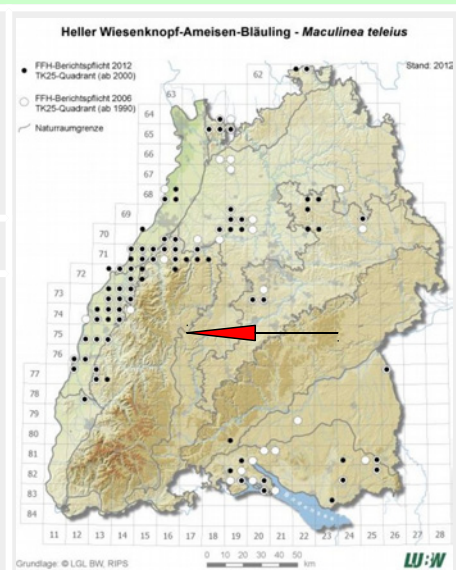 Heller Wiesenknopf-Ameisen-Bläuling - Maculinea teleius
FFH-Berichtspflicht 2012
TK25-Quadrant (ab 2000)
Stand: 2012
FFH-Berichtspflicht 2006
TK25-Quadrant (ab 1990)
Naturraumgrenze
62
63
64
65
66
67
68
69
70
71
72
73
74
75
76
77
78
79
80
81
82
83
84
11 12 13 14 15 16 17 18 19 20 21 22 23 24 25 26 27 28
Grundlage: © LGL BW, RIPS
0 10 20 30 40 50
km
LUBW